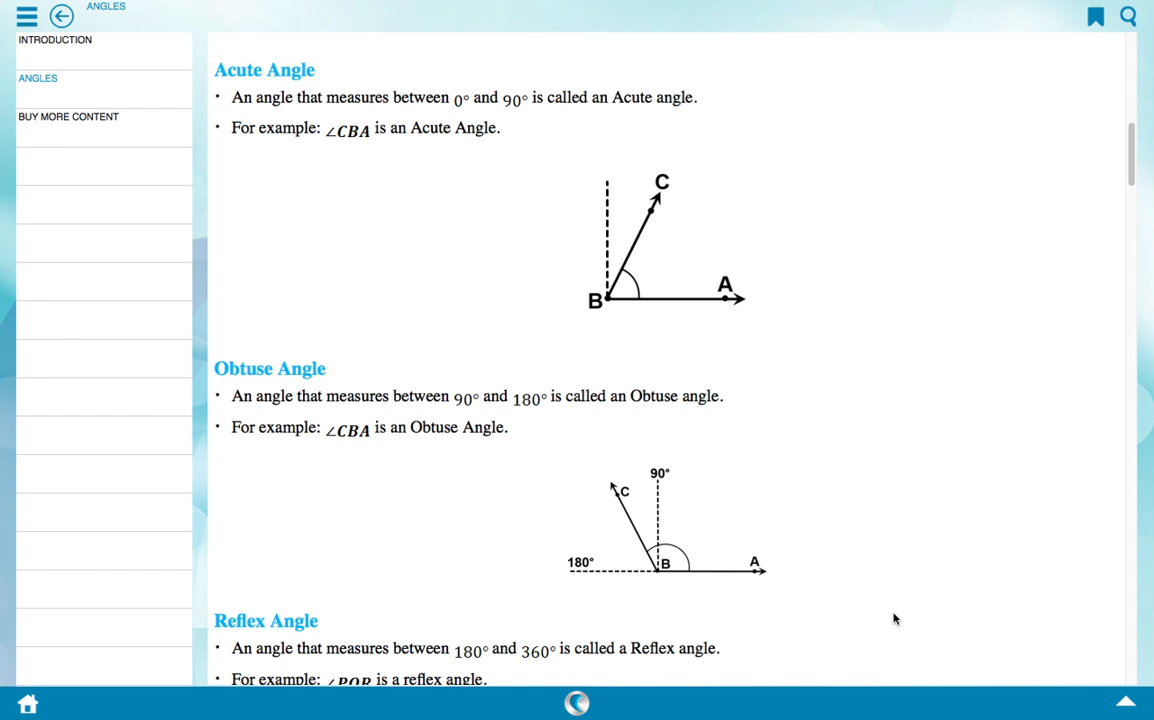 ANGLES
INTRODUCTION
ANGLES
BUY MORE CONTENT
Acute Angle
· An angle that measures between 0° and 90° is called an Acute angle.
· For example: ∠CBA is an Acute Angle.
C
A
B
Obtuse Angle
· An angle that measures between 90° and 180° is called an Obtuse angle.
· For example: ∠CBA is an Obtuse Angle.
90°
C
180°
B
A
Reflex Angle
· An angle that measures between 180° and 360° is called a Reflex angle.
· For example: ∠PQR is a reflex angle.